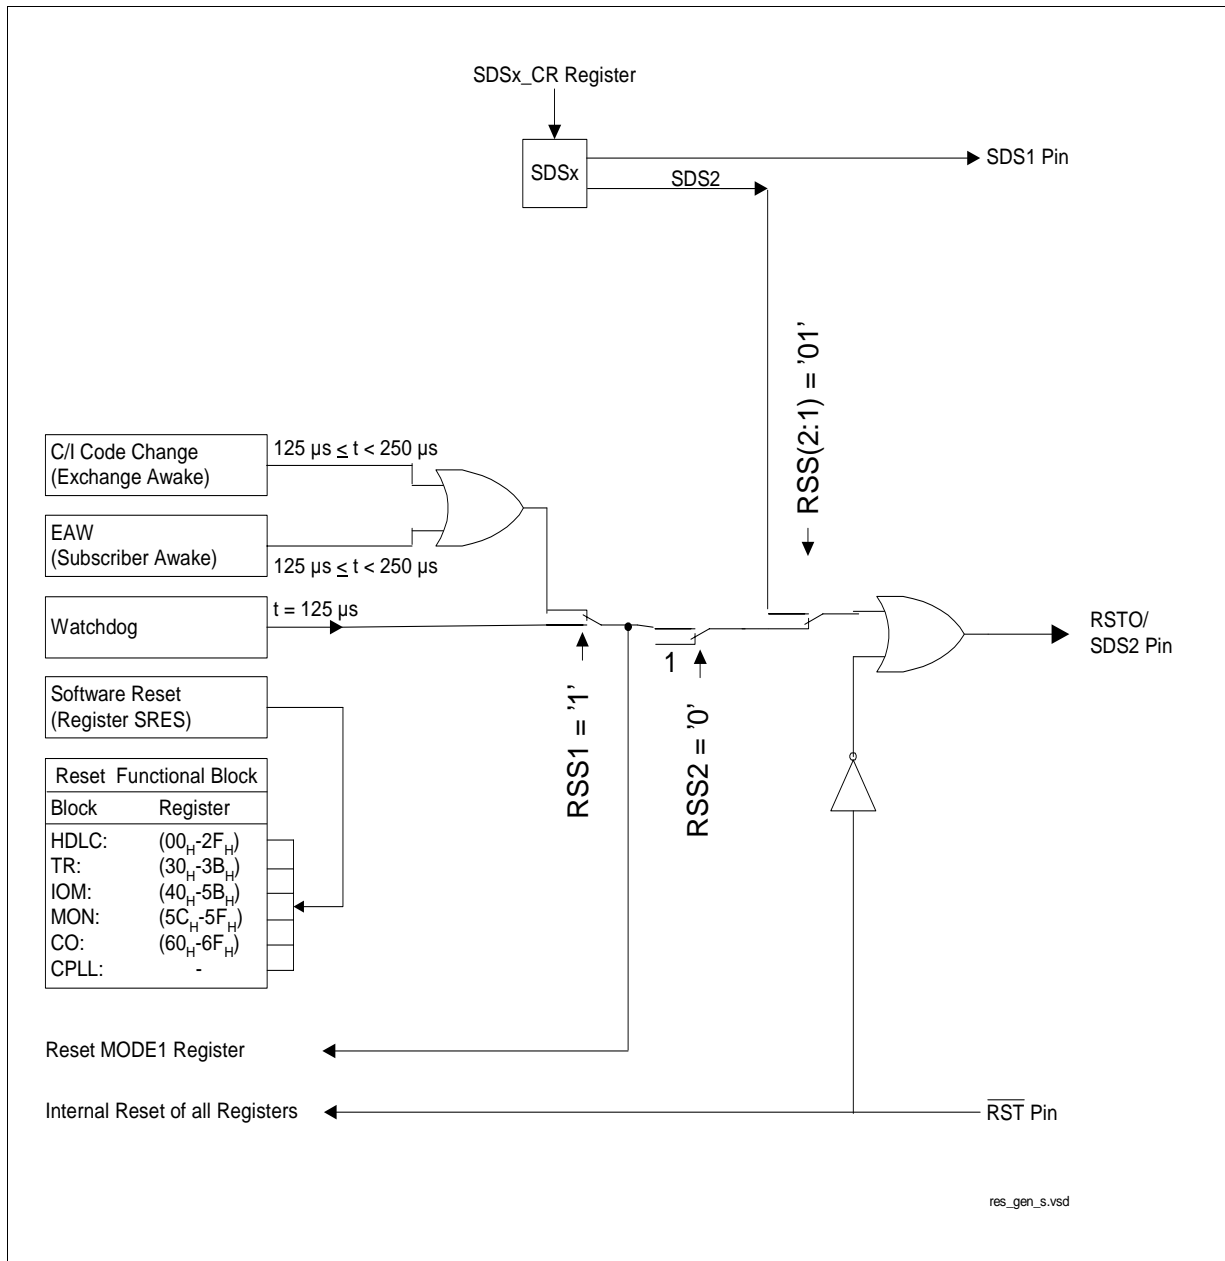 SDSx_CR Register
SDSx
SDS1 Pin
SDS2
RSS(2:1) = '01'
C/I Code Change
(Exchange Awake)
125 µs ≤ t < 250 µs
EAW
(Subscriber Awake)
125 µs ≤ t < 250 µs
Watchdog
t = 125 µs
RSTO/
SDS2 Pin
1
RSS1 = '1'
RSS2 = '0'
Software Reset
(Register SRES)
Reset Functional Block
Block Register
HDLC: (00H-2FH)
TR: (30H-3BH)
IOM: (40H-5BH)
MON: (5CH-5FH)
CO: (60H-6FH)
CPLL: -
Reset MODE1 Register
Internal Reset of all Registers
R̅S̅T̅ Pin
res_gen_s.vsd